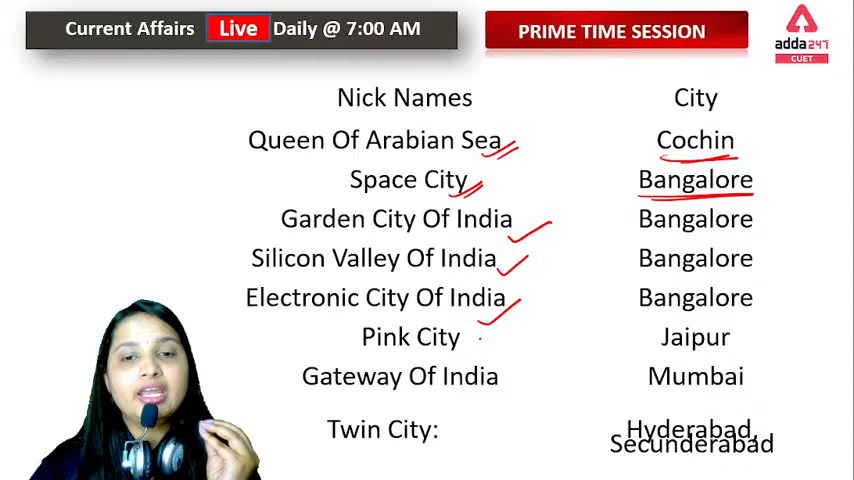 Current Affairs Live Daily @ 7:00 AM
PRIME TIME SESSION
adda247
CUET
Nick Names City
Queen Of Arabian Sea Cochin
Space City Bangalore
Garden City Of India Bangalore
Silicon Valley Of India Bangalore
Electronic City Of India Bangalore
Pink City Jaipur
Gateway Of India Mumbai
Twin City: Hyderabad,
Secunderabad